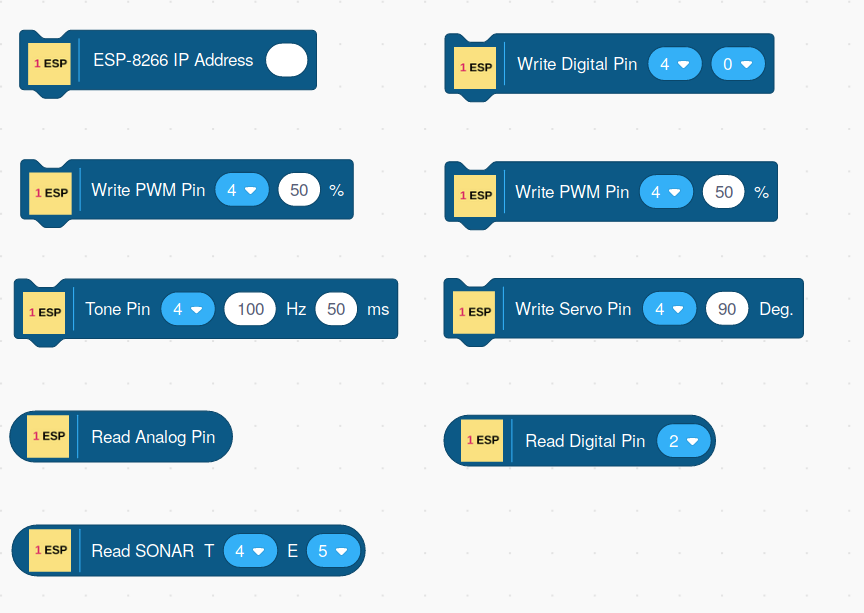 1 ESP ESP-8266 IP Address
1 ESP Write Digital Pin 4 0
1 ESP Write PWM Pin 4 50 %
1 ESP Write PWM Pin 4 50 %
1 ESP Tone Pin 4 100 Hz 50 ms
1 ESP Write Servo Pin 4 90 Deg.
1 ESP Read Analog Pin
1 ESP Read Digital Pin 2
1 ESP Read SONAR T 4 E 5